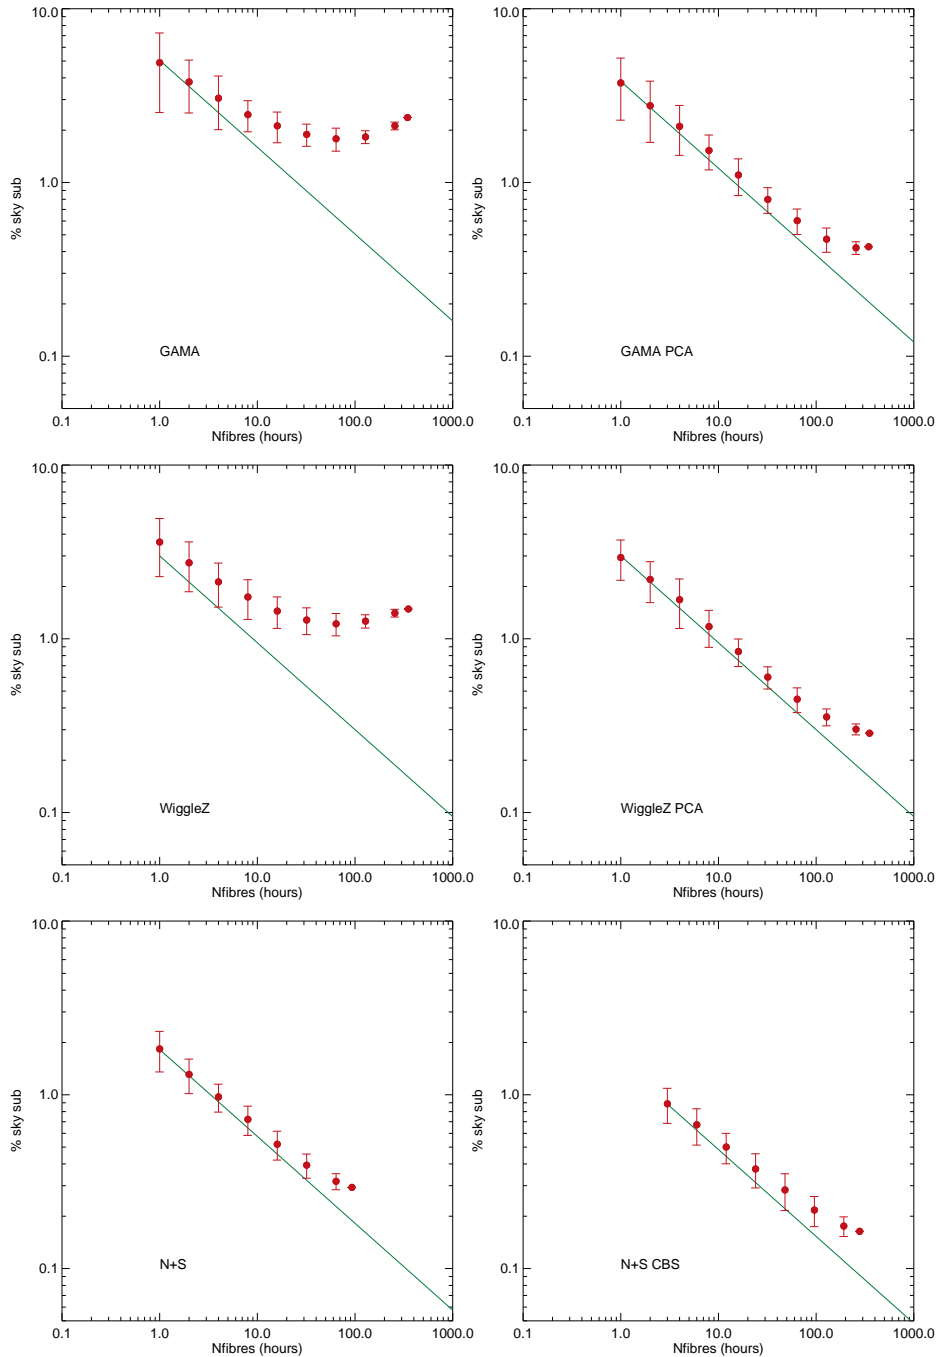 10.0
1.0
0.1
% sky sub
GAMA
0.1 1.0 10.0 100.0 1000.0
Nfibres (hours)
10.0
1.0
0.1
% sky sub
GAMA PCA
0.1 1.0 10.0 100.0 1000.0
Nfibres (hours)
10.0
1.0
0.1
% sky sub
WiggleZ
0.1 1.0 10.0 100.0 1000.0
Nfibres (hours)
10.0
1.0
0.1
% sky sub
WiggleZ PCA
0.1 1.0 10.0 100.0 1000.0
Nfibres (hours)
10.0
1.0
0.1
% sky sub
N+S
0.1 1.0 10.0 100.0 1000.0
Nfibres (hours)
10.0
1.0
0.1
% sky sub
N+S CBS
0.1 1.0 10.0 100.0 1000.0
Nfibres (hours)